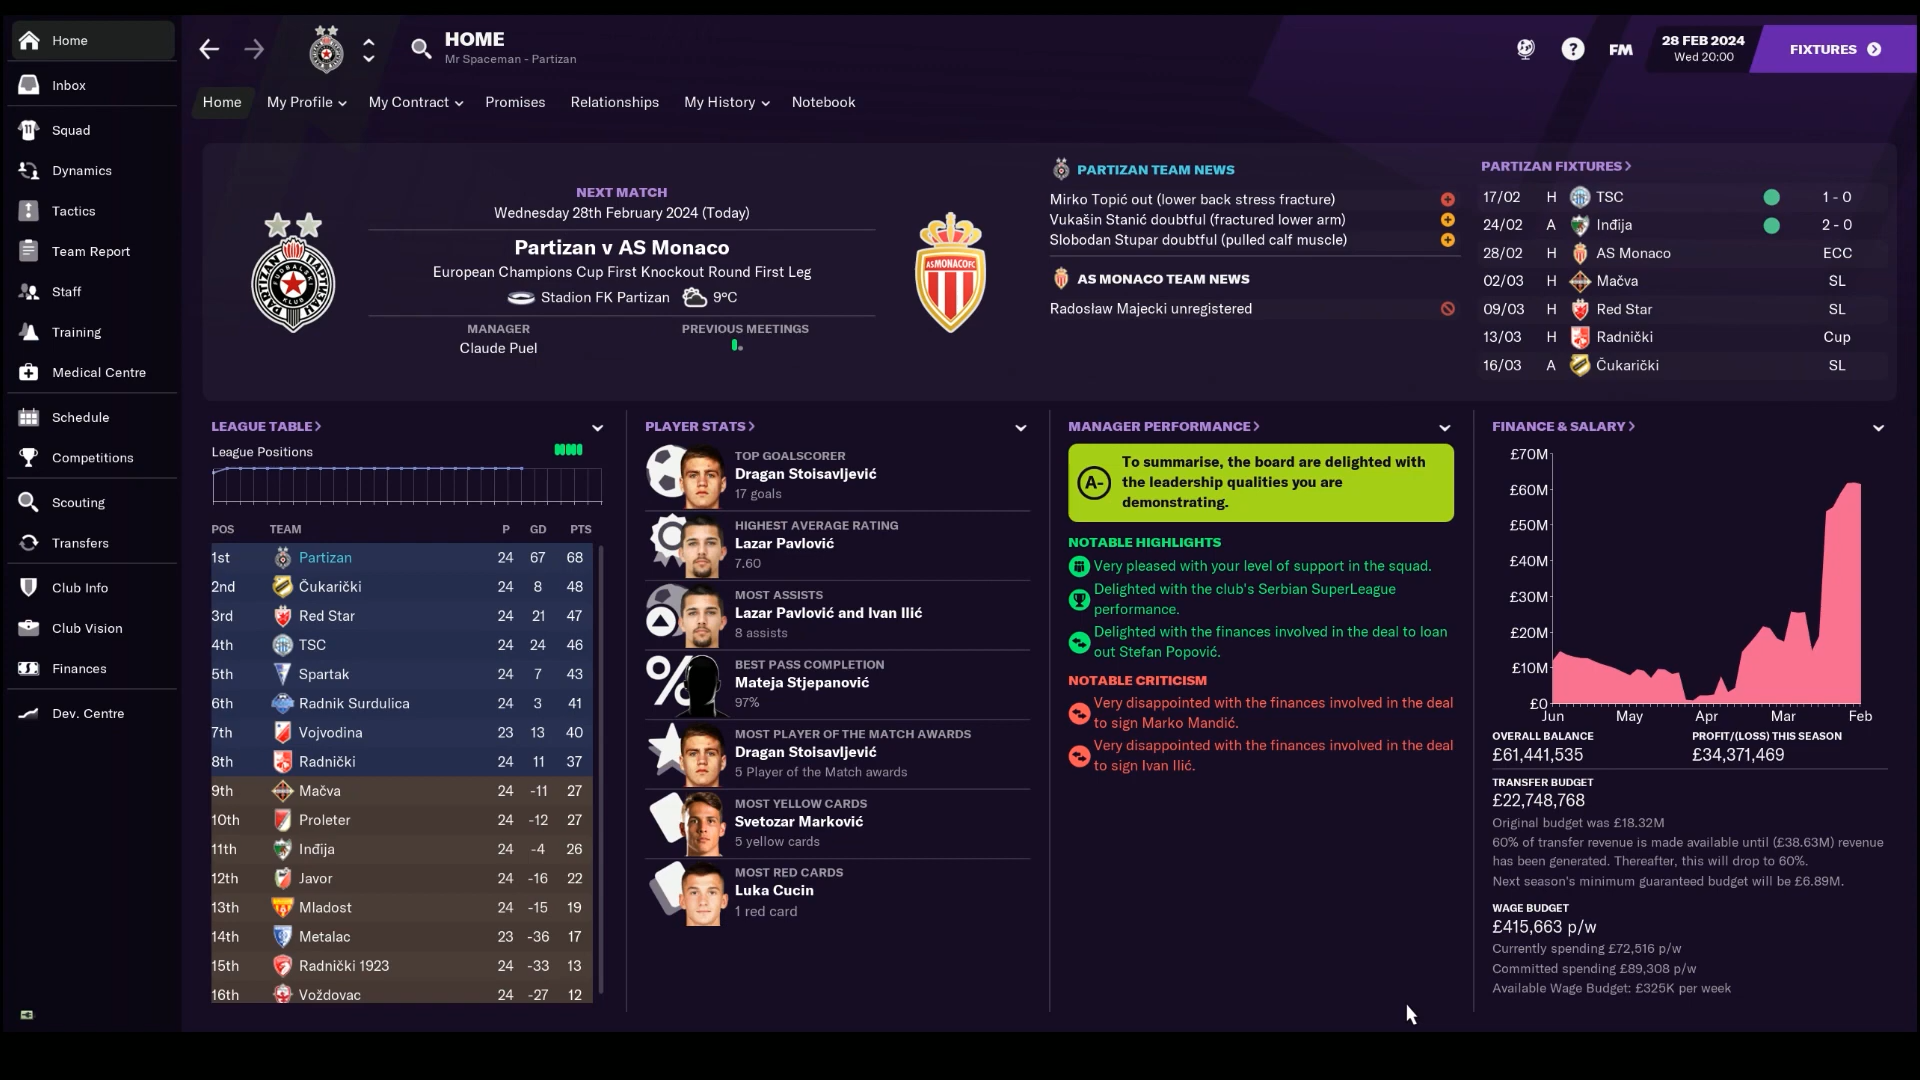 Home
Inbox
Squad
Dynamics
Tactics
Team Report
Staff
Training
Medical Centre
Schedule
Competitions
Scouting
Transfers
Club Info
Club Vision
Finances
Dev. Centre
HOME
Mr Spaceman - Partizan
FM
28 FEB 2024
Wed 20:00
FIXTURES
Home My Profile My Contract Promises Relationships My History Notebook
NEXT MATCH
Wednesday 28th February 2024 (Today)
Partizan v AS Monaco
European Champions Cup First Knockout Round First Leg
Stadion FK Partizan 9°C
MANAGER
Claude Puel
PREVIOUS MEETINGS
AS MONACO FC
PARTIZAN TEAM NEWS
Mirko Topić out (lower back stress fracture)
Vukašin Stanić doubtful (fractured lower arm)
Slobodan Stupar doubtful (pulled calf muscle)
AS MONACO TEAM NEWS
Radoslaw Majecki unregistered
PARTIZAN FIXTURES
17/02 H TSC 1 - 0
24/02 A Inđija 2 - 0
28/02 H AS Monaco ECC
02/03 H Mačva SL
09/03 H Red Star SL
13/03 H Radnički Cup
16/03 A Čukarički SL
LEAGUE TABLE
League Positions
POS TEAM P GD PTS
1st Partizan 24 67 68
2nd Čukarički 24 8 48
3rd Red Star 24 21 47
4th TSC 24 24 46
5th Spartak 24 7 43
6th Radnik Surdulica 24 3 41
7th Vojvodina 23 13 40
8th Radnički 24 11 37
9th Mačva 24 -11 27
10th Proleter 24 -12 27
11th Inđija 24 -4 26
12th Javor 24 -16 22
13th Mladost 24 -15 19
14th Metalac 23 -36 17
15th Radnički 1923 24 -33 13
16th Voždovac 24 -27 12
PLAYER STATS
TOP GOALSCORER
Dragan Stoisavljević
17 goals
HIGHEST AVERAGE RATING
Lazar Pavlović
7.60
MOST ASSISTS
Lazar Pavlović and Ivan Ilić
8 assists
BEST PASS COMPLETION
Mateja Stjepanović
97%
MOST PLAYER OF THE MATCH AWARDS
Dragan Stoisavljević
5 Player of the Match awards
MOST YELLOW CARDS
Svetozar Marković
5 yellow cards
MOST RED CARDS
Luka Cucin
1 red card
MANAGER PERFORMANCE
A-
To summarise, the board are delighted with
the leadership qualities you are
demonstrating.
NOTABLE HIGHLIGHTS
Very pleased with your level of support in the squad.
Delighted with the club's Serbian SuperLeague
performance.
Delighted with the finances involved in the deal to loan
out Stefan Popović.
NOTABLE CRITICISM
Very disappointed with the finances involved in the deal
to sign Marko Mandić.
Very disappointed with the finances involved in the deal
to sign Ivan Ilić.
FINANCE & SALARY
£70M
£60M
£50M
£40M
£30M
£20M
£10M
£0
Jun May Apr Mar Feb
OVERALL BALANCE
£61,441,535
PROFIT/(LOSS) THIS SEASON
£34,371,469
TRANSFER BUDGET
£22,748,768
Original budget was £18.32M
60% of transfer revenue is made available until (£38.63M) revenue
has been generated. Thereafter, this will drop to 60%.
Next season's minimum guaranteed budget will be £6.89M.
WAGE BUDGET
£415,663 p/w
Currently spending £72,516 p/w
Committed spending £89,308 p/w
Available Wage Budget: £325K per week